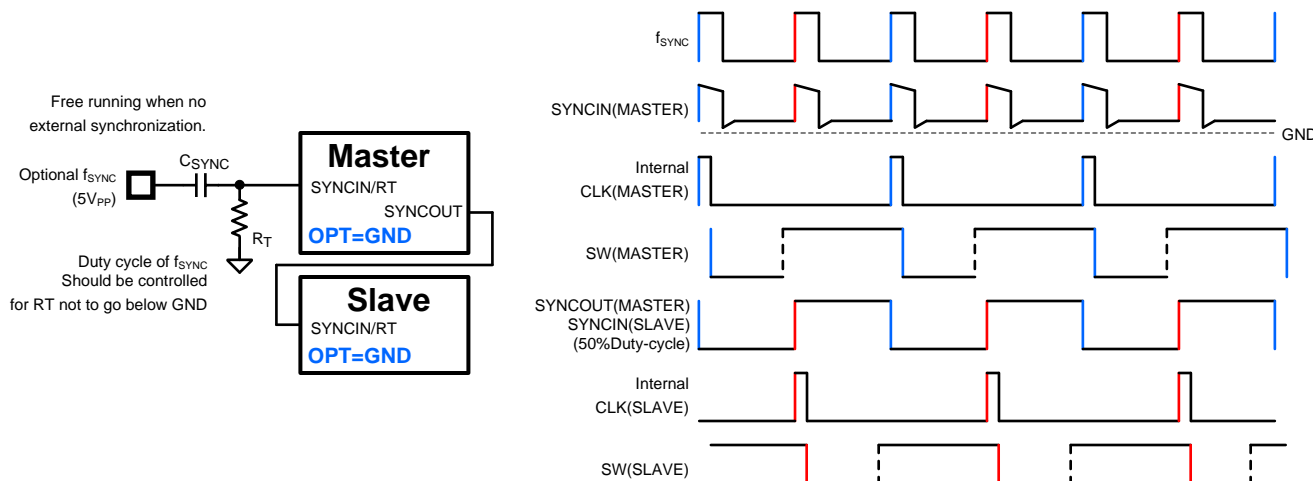 Free running when no
external synchronization.
Optional fSYNC
(5VPP)
CSYNC
RT
Duty cycle of fSYNC
Should be controlled
for RT not to go below GND
Master
SYNCIN/RT
SYNCOUT
OPT=GND
Slave
SYNCIN/RT
OPT=GND
fSYNC
SYNCIN(MASTER)
GND
Internal
CLK(MASTER)
SW(MASTER)
SYNCOUT(MASTER)
SYNCIN(SLAVE)
(50%Duty-cycle)
Internal
CLK(SLAVE)
SW(SLAVE)